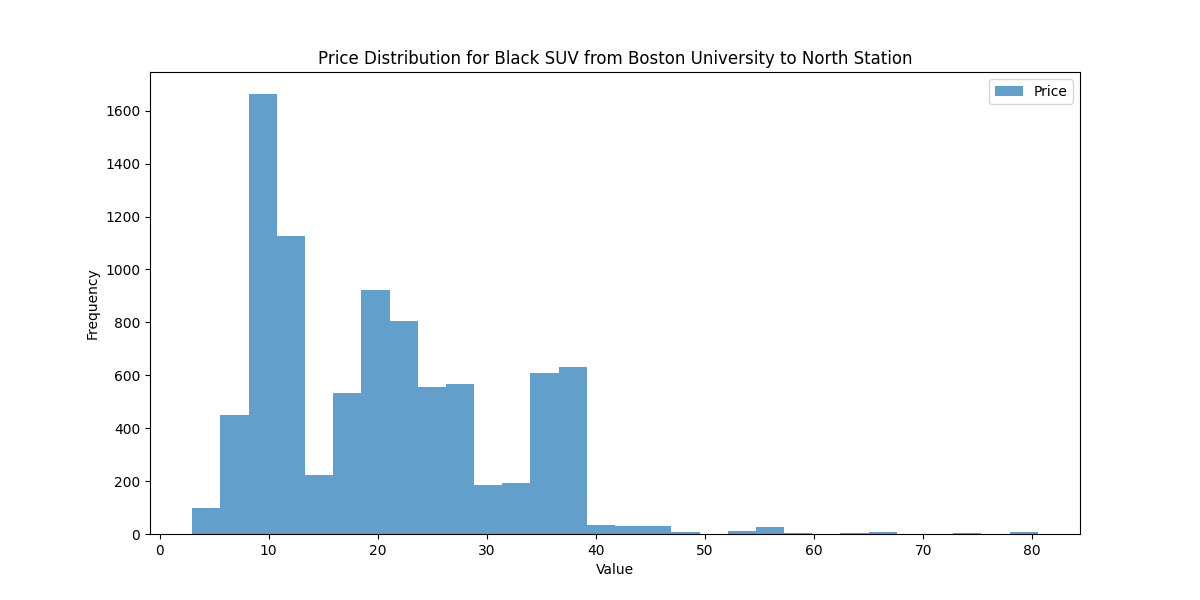 Price Distribution for Black SUV from Boston University to North Station
Price
1600
1400
1200
1000
800
600
400
200
0
Frequency
0 10 20 30 40 50 60 70 80
Value